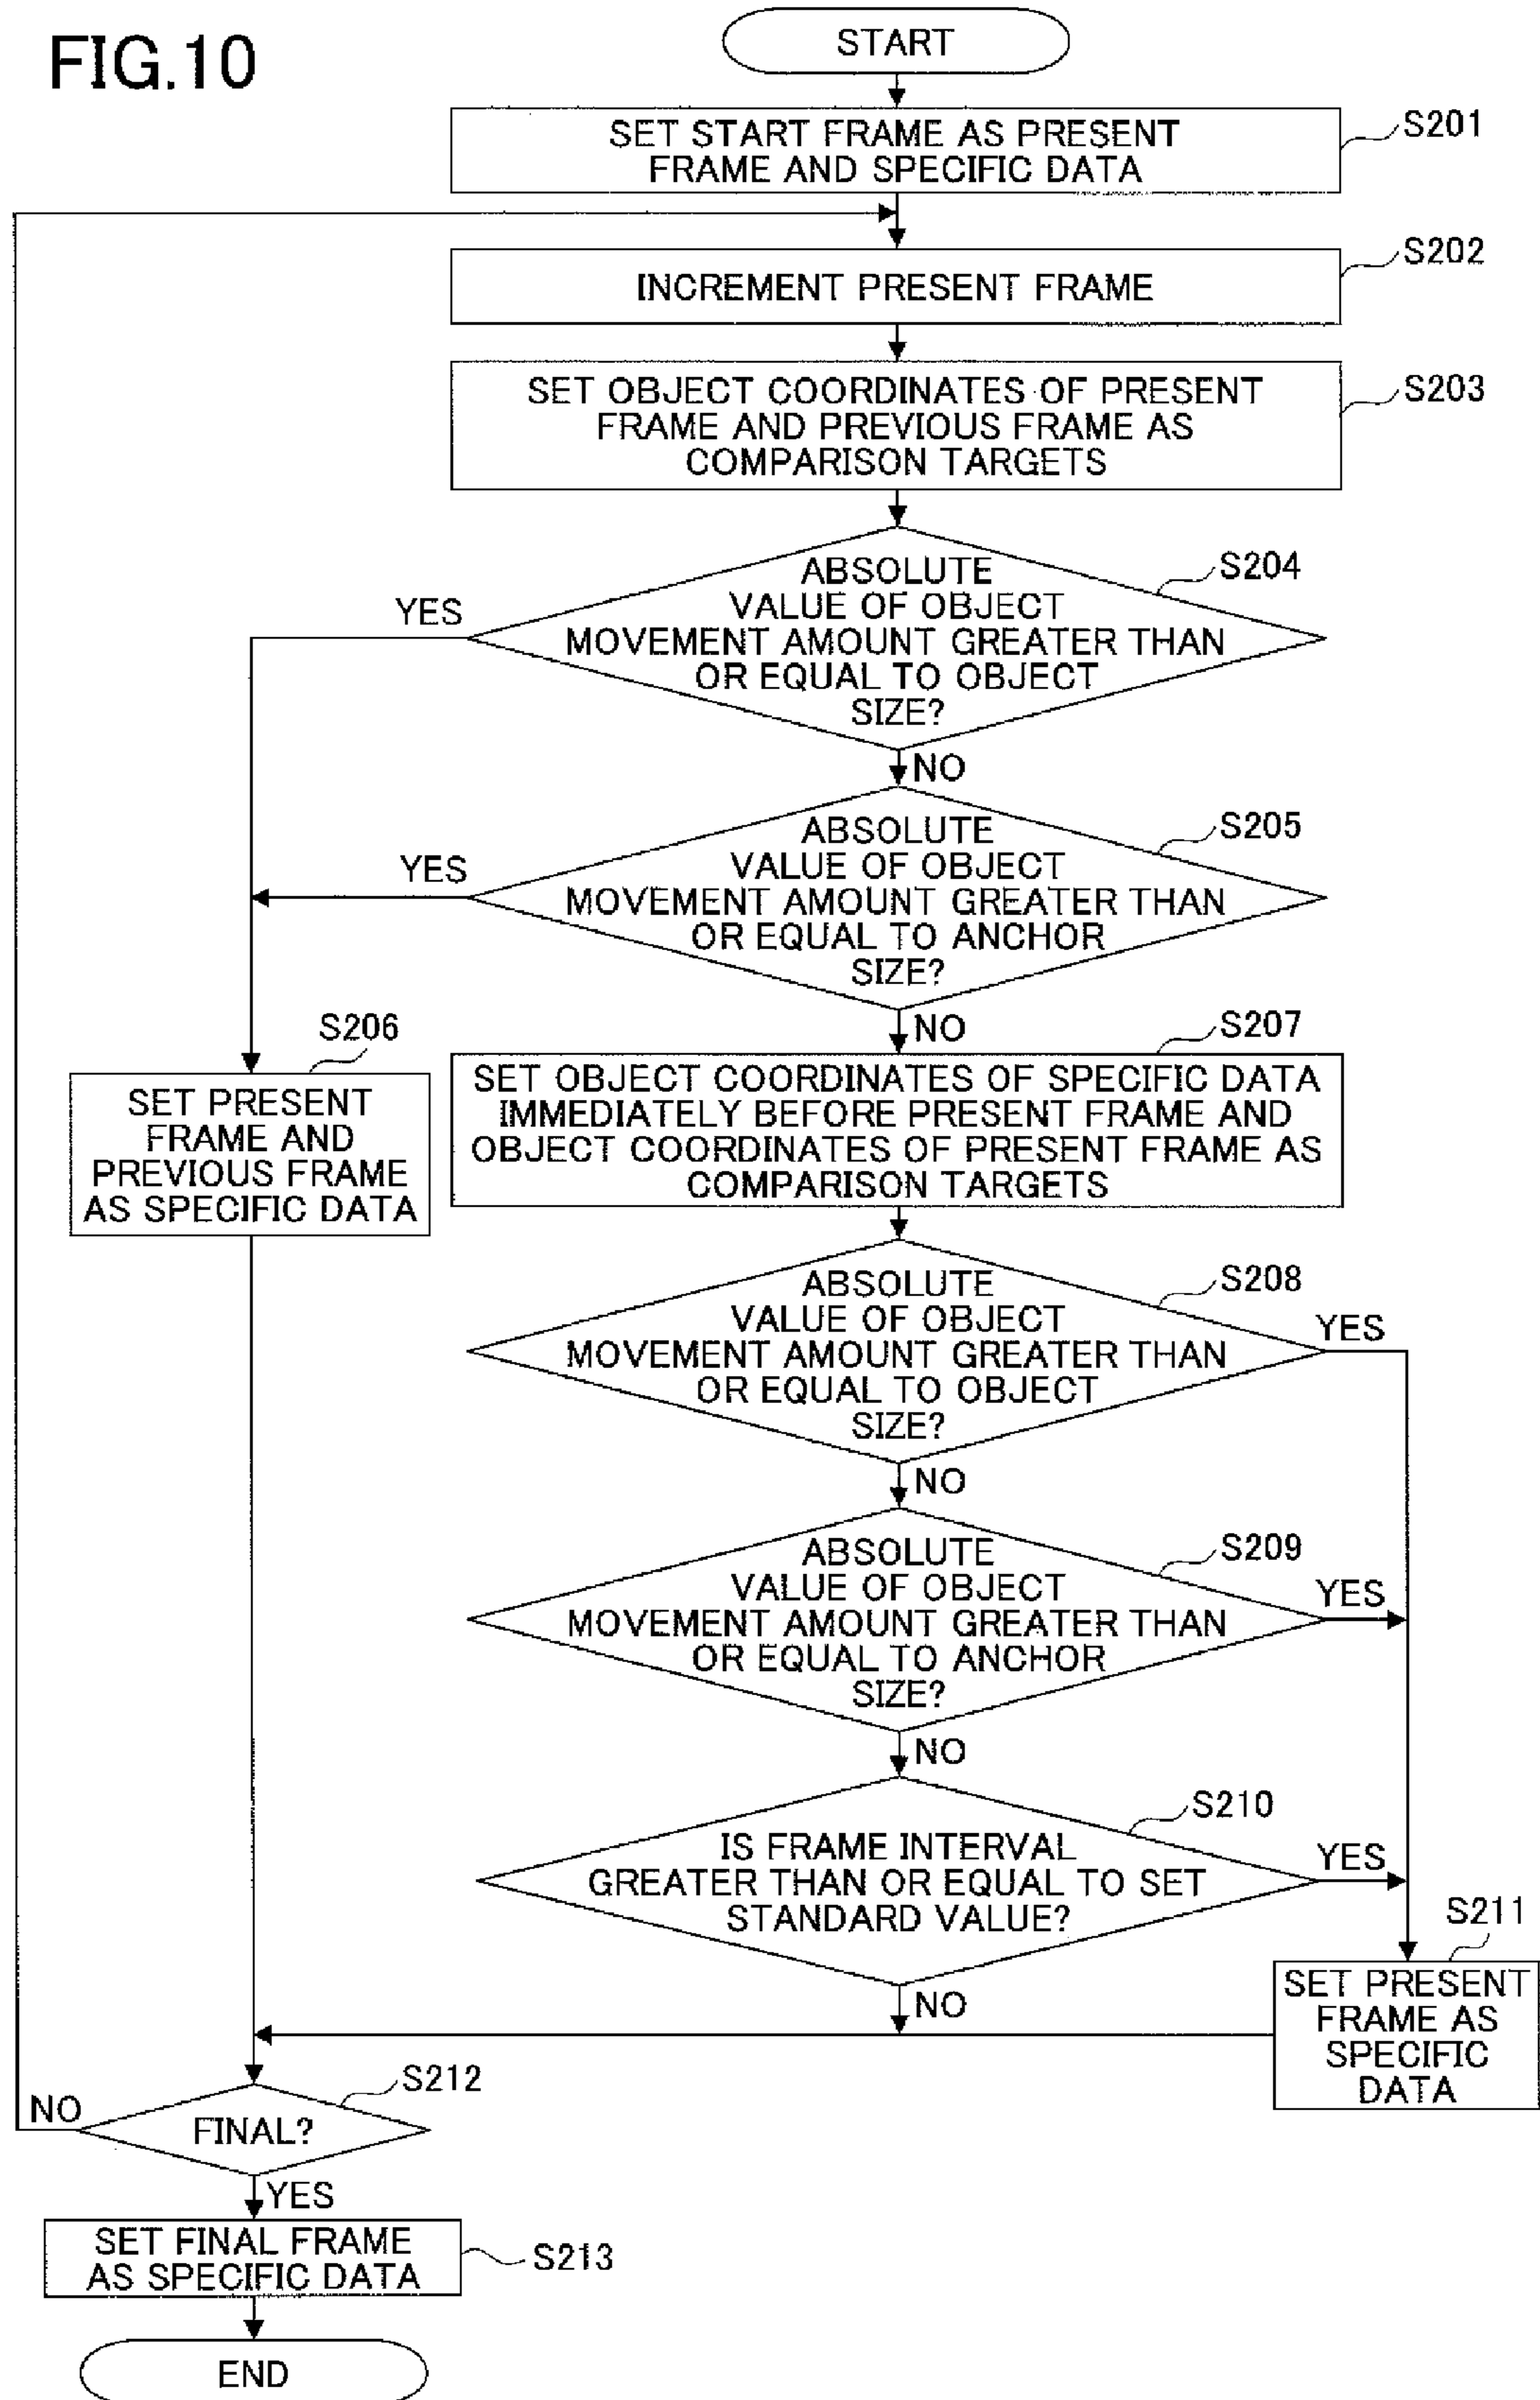 FIG.10
START
SET START FRAME AS PRESENT
FRAME AND SPECIFIC DATA
S201
INCREMENT PRESENT FRAME
S202
SET OBJECT COORDINATES OF PRESENT
FRAME AND PREVIOUS FRAME AS
COMPARISON TARGETS
S203
ABSOLUTE
VALUE OF OBJECT
MOVEMENT AMOUNT GREATER THAN
OR EQUAL TO OBJECT
SIZE?
S204
YES
NO
ABSOLUTE
VALUE OF OBJECT
MOVEMENT AMOUNT GREATER THAN
OR EQUAL TO ANCHOR
SIZE?
S205
YES
NO
S206
SET PRESENT
FRAME AND
PREVIOUS FRAME
AS SPECIFIC DATA
S207
SET OBJECT COORDINATES OF SPECIFIC DATA
IMMEDIATELY BEFORE PRESENT FRAME AND
OBJECT COORDINATES OF PRESENT FRAME AS
COMPARISON TARGETS
ABSOLUTE
VALUE OF OBJECT
MOVEMENT AMOUNT GREATER THAN
OR EQUAL TO OBJECT
SIZE?
S208
YES
NO
ABSOLUTE
VALUE OF OBJECT
MOVEMENT AMOUNT GREATER THAN
OR EQUAL TO ANCHOR
SIZE?
S209
YES
NO
IS FRAME INTERVAL
GREATER THAN OR EQUAL TO SET
STANDARD VALUE?
S210
YES
NO
S211
SET PRESENT
FRAME AS
SPECIFIC
DATA
S212
FINAL?
NO
YES
SET FINAL FRAME
AS SPECIFIC DATA
S213
END